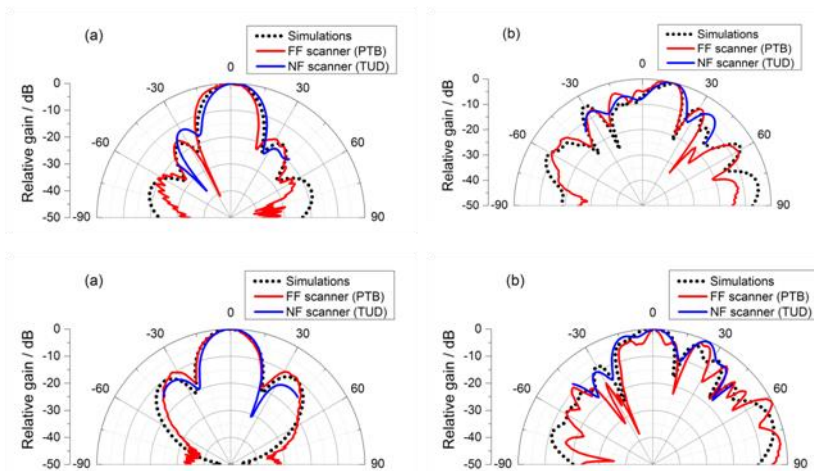 (a)
Simulations
FF scanner (PTB)
NF scanner (TUD)
0
-30
30
-60
60
-90
90
0
-10
-20
-30
-40
-50
Relative gain / dB
(b)
Simulations
FF scanner (PTB)
NF scanner (TUD)
0
-30
30
-60
60
-90
90
0
-10
-20
-30
-40
-50
Relative gain / dB
(a)
Simulations
FF scanner (PTB)
NF scanner (TUD)
0
-30
30
-60
60
-90
90
0
-10
-20
-30
-40
-50
Relative gain / dB
(b)
Simulations
FF scanner (PTB)
NF scanner (TUD)
0
-30
30
-60
60
-90
90
0
-10
-20
-30
-40
-50
Relative gain / dB